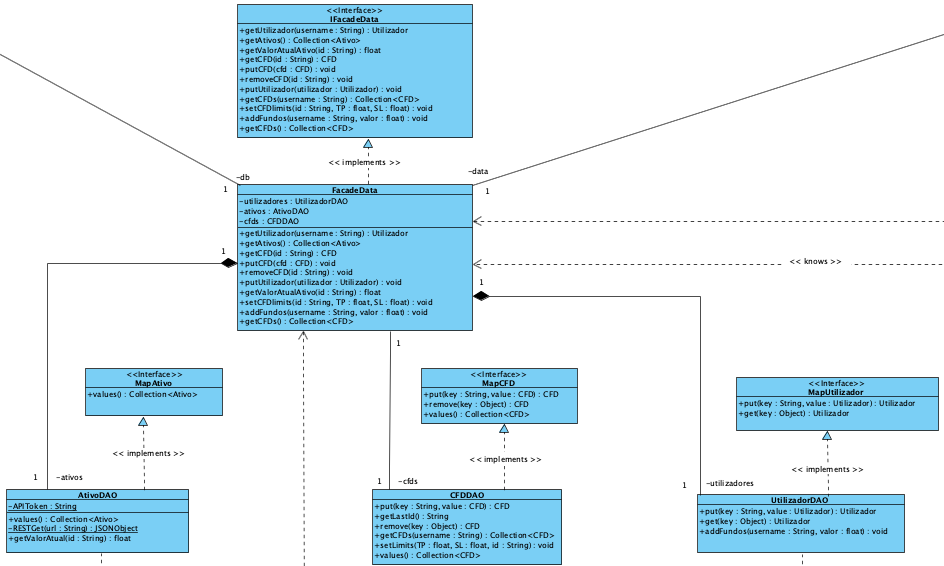 <<Interface>>
IFacadeData
+getUtilizador(username : String) : Utilizador
+getAtivos() : Collection<Ativo>
+getValorAtualAtivo(id : String) : float
+getCFD(id : String) : CFD
+putCFD(cfd : CFD) : void
+removeCFD(id : String) : void
+putUtilizador(utilizador : Utilizador) : void
+getCFDs(username : String) : Collection<CFD>
+setCFDlimits(id : String, TP : float, SL : float) : void
+addFundos(username : String, valor : float) : void
+getCFDs() : Collection<CFD>
<< implements >>
-db
-data
1
1
FacadeData
-utilizadores : UtilizadorDAO
-ativos : AtivoDAO
-cfds : CFDDAO
+getUtilizador(username : String) : Utilizador
+getAtivos() : Collection<Ativo>
+getCFD(id : String) : CFD
+putCFD(cfd : CFD) : void
+removeCFD(id : String) : void
+putUtilizador(utilizador : Utilizador) : void
+getValorAtualAtivo(id : String) : float
+setCFDlimits(id : String, TP : float, SL : float) : void
+addFundos(username : String, valor : float) : void
+getCFDs() : Collection<CFD>
1
<< knows >>
1
1
<<Interface>>
MapAtivo
+values() : Collection<Ativo>
<<Interface>>
MapCFD
+put(key : String, value : CFD) : CFD
+remove(key : Object) : CFD
+values() : Collection<CFD>
<<Interface>>
MapUtilizador
+put(key : String, value : Utilizador) : Utilizador
+get(key : Object) : Utilizador
<< implements >>
<< implements >>
<< implements >>
1
-ativos
1
-cfds
1
-utilizadores
AtivoDAO
-APIToken : String
+values() : Collection<Ativo>
-RESTGet(url : String) : JSONObject
+getValorAtual(id : String) : float
CFDDAO
+put(key : String, value : CFD) : CFD
+getLastId() : String
+remove(key : Object) : CFD
+getCFDs(username : String) : Collection<CFD>
+setLimits(TP : float, SL : float, id : String) : void
+values() : Collection<CFD>
UtilizadorDAO
+put(key : String, value : Utilizador) : Utilizador
+get(key : Object) : Utilizador
+addFundos(username : String, valor : float) : void